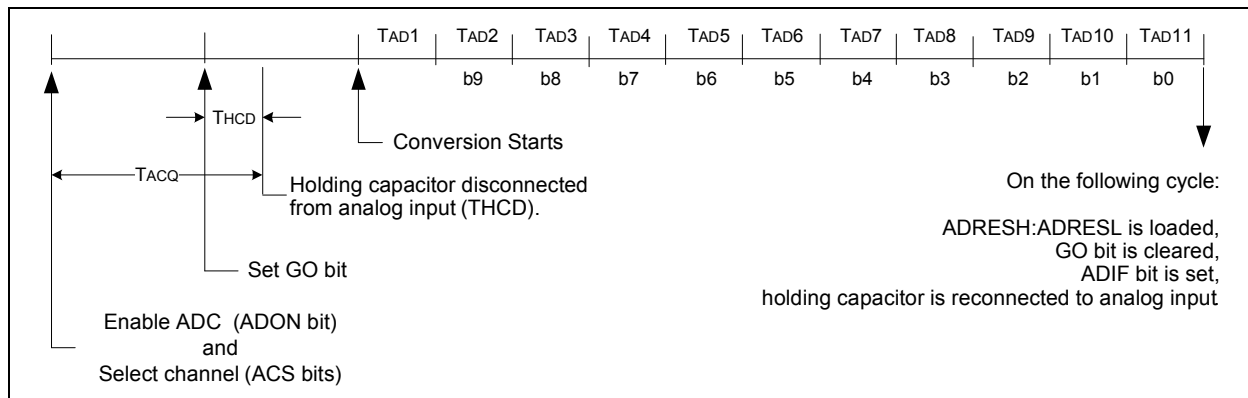 TAD1 TAD2 TAD3 TAD4 TAD5 TAD6 TAD7 TAD8 TAD9 TAD10 TAD11
b9 b8 b7 b6 b5 b4 b3 b2 b1 b0
THCD
Conversion Starts
TACQ
Holding capacitor disconnected
from analog input (THCD).
On the following cycle:
ADRESH:ADRESL is loaded,
GO bit is cleared,
ADIF bit is set,
holding capacitor is reconnected to analog input
Set GO bit
Enable ADC (ADON bit)
and
Select channel (ACS bits)